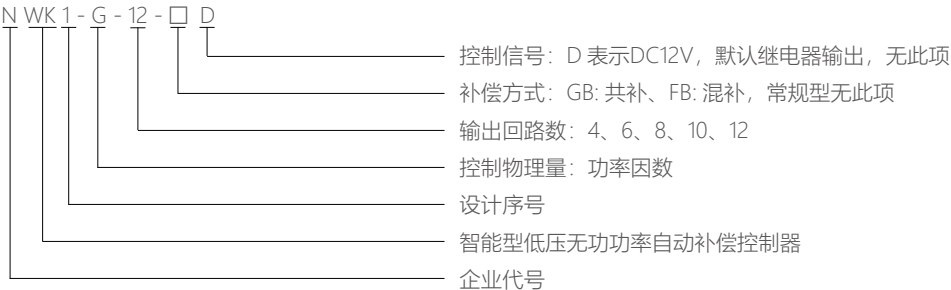 N WK 1 - G - 12 - □ D
控制信号：D 表示DC12V，默认继电器输出，无此项
补偿方式：GB: 共补、FB: 混补，常规型无此项
输出回路数：4、6、8、10、12
控制物理量：功率因数
设计序号
智能型低压无功功率自动补偿控制器
企业代号